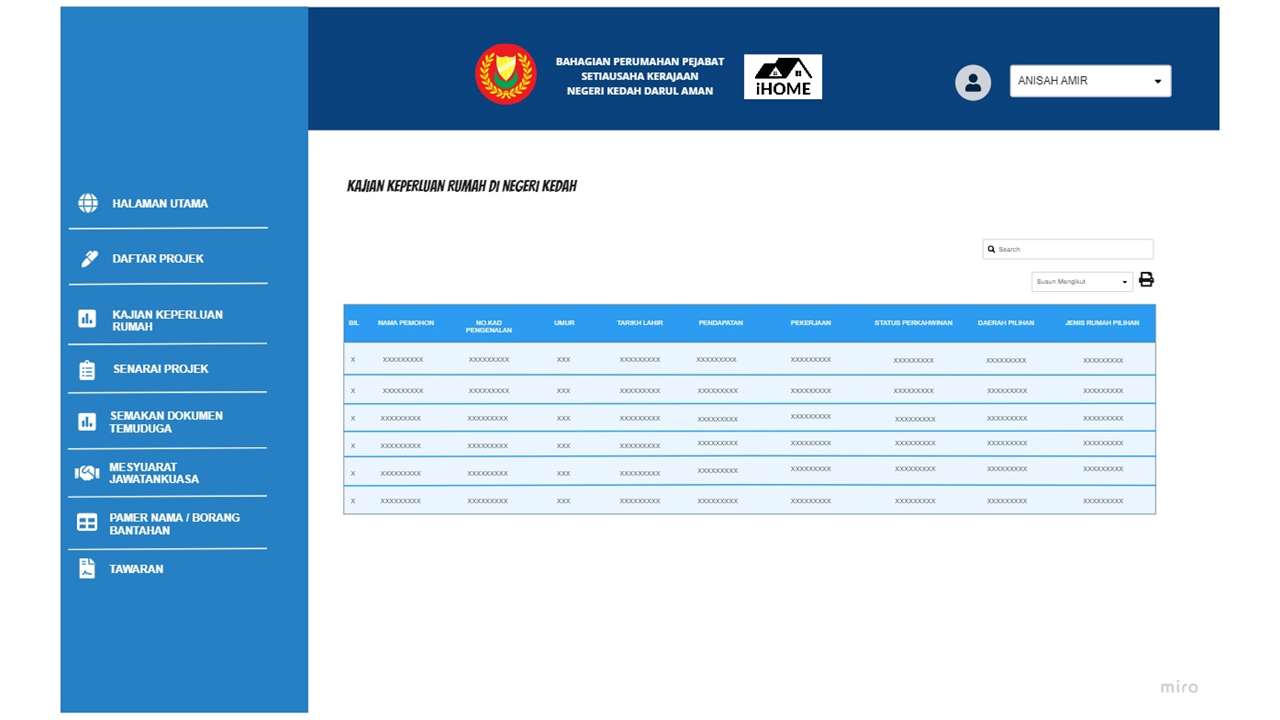 BAHAGIAN PERUMAHAN PEJABAT
SETIAUSAHA KERAJAAN
NEGERI KEDAH DARUL AMAN
iHOME
ANISAH AMIR
HALAMAN UTAMA
DAFTAR PROJEK
KAJIAN KEPERLUAN
RUMAH
SENARAI PROJEK
SEMAKAN DOKUMEN
TEMUDUGA
MESYUARAT
JAWATANKUASA
PAMER NAMA / BORANG
BANTAHAN
TAWARAN
KAJIAN KEPERLUAN RUMAH DI NEGERI KEDAH
Search
Susun Mengikut
BIL NAMA PEMOHON NO.KAD PENGENALAN UMUR TARIKH LAHIR PENDAPATAN PEKERJAAN STATUS PERKAHWINAN DAERAH PILIHAN JENIS RUMAH PILIHAN
X XXXXXXXXX XXXXXXXXX XXX XXXXXXXXX XXXXXXXXX XXXXXXXXX XXXXXXXXX XXXXXXXXX XXXXXXXXX
X XXXXXXXXX XXXXXXXXX XXX XXXXXXXXX XXXXXXXXX XXXXXXXXX XXXXXXXXX XXXXXXXXX XXXXXXXXX
X XXXXXXXXX XXXXXXXXX XXX XXXXXXXXX XXXXXXXXX XXXXXXXXX XXXXXXXXX XXXXXXXXX XXXXXXXXX
X XXXXXXXXX XXXXXXXXX XXX XXXXXXXXX XXXXXXXXX XXXXXXXXX XXXXXXXXX XXXXXXXXX XXXXXXXXX
X XXXXXXXXX XXXXXXXXX XXX XXXXXXXXX XXXXXXXXX XXXXXXXXX XXXXXXXXX XXXXXXXXX XXXXXXXXX
X XXXXXXXXX XXXXXXXXX XXX XXXXXXXXX XXXXXXXXX XXXXXXXXX XXXXXXXXX XXXXXXXXX XXXXXXXXX
miro